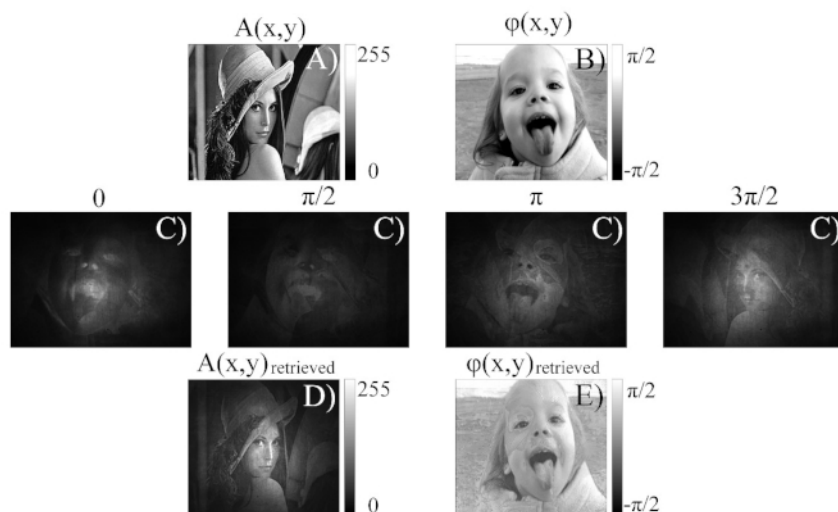 A(x,y) φ(x,y)
A) 255 0
B) π/2 -π/2
0 π/2 π 3π/2
C) C) C) C)
A(x,y)retrieved φ(x,y)retrieved
D) 255 0
E) π/2 -π/2